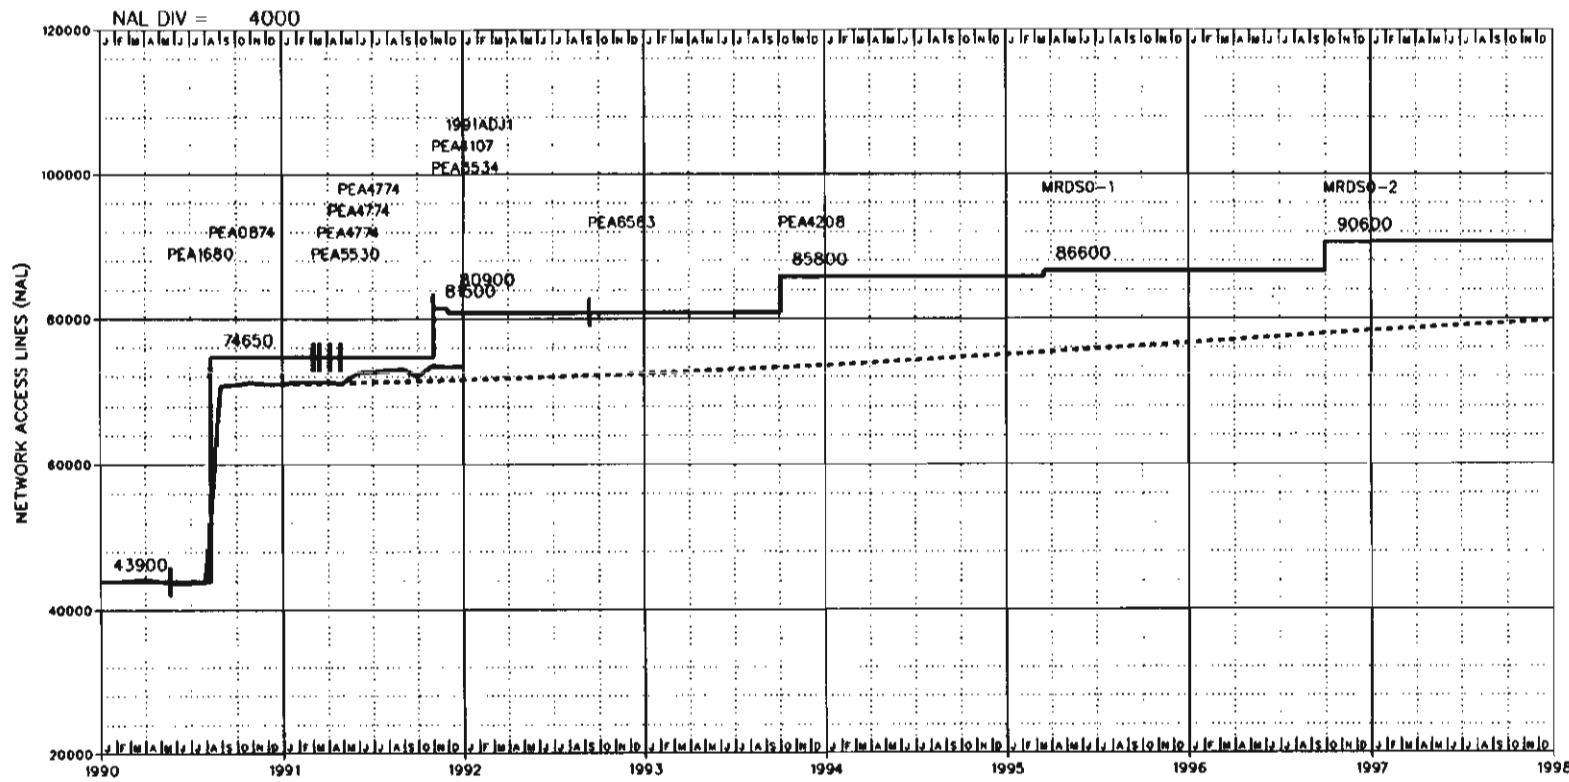 NAL DIV = 4000
120000
J F M A M J J A S O N D J F M A M J J A S O N D J F M A M J J A S O N D J F M A M J J A S O N D J F M A M J J A S O N D J F M A M J J A S O N D J F M A M J J A S O N D J F M A M J J A S O N D
1991ADJ1
PEA4107
PEA5534
100000
PEA4774
MRDSO-1
MRDSO-2
PEA4774
PEA0874
PEA4774
PEA6563
PEA4208
90600
PEA1680
PEA5530
85800
86600
80900
81500
80000
74650
NETWORK ACCESS LINES (NAL)
60000
43900
40000
20000
J F M A M J J A S O N D J F M A M J J A S O N D J F M A M J J A S O N D J F M A M J J A S O N D J F M A M J J A S O N D J F M A M J J A S O N D J F M A M J J A S O N D J F M A M J J A S O N D
1990 1991 1992 1993 1994 1995 1996 1997 1998